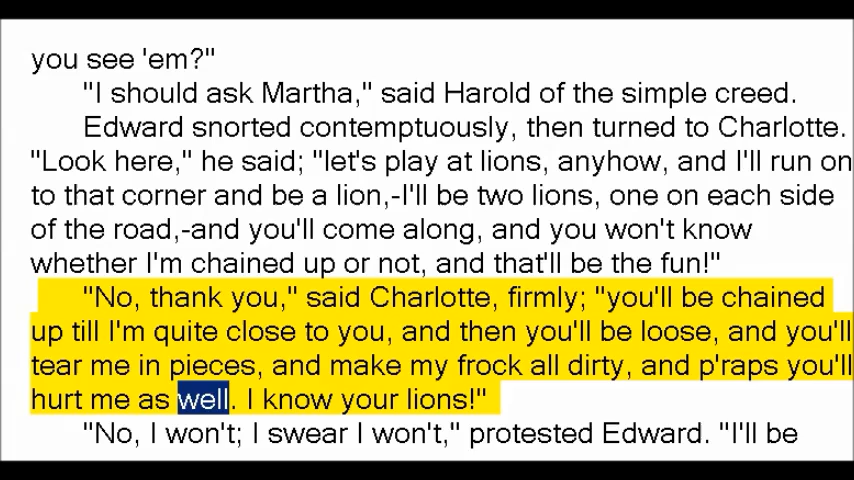 you see 'em?"
"I should ask Martha," said Harold of the simple creed.
Edward snorted contemptuously, then turned to Charlotte.
"Look here," he said; "let's play at lions, anyhow, and I'll run on
to that corner and be a lion,-I'll be two lions, one on each side
of the road,-and you'll come along, and you won't know
whether I'm chained up or not, and that'll be the fun!"
"No, thank you," said Charlotte, firmly; "you'll be chained
up till I'm quite close to you, and then you'll be loose, and you'll
tear me in pieces, and make my frock all dirty, and p'raps you'll
hurt me as well. I know your lions!"
"No, I won't; I swear I won't," protested Edward. "I'll be